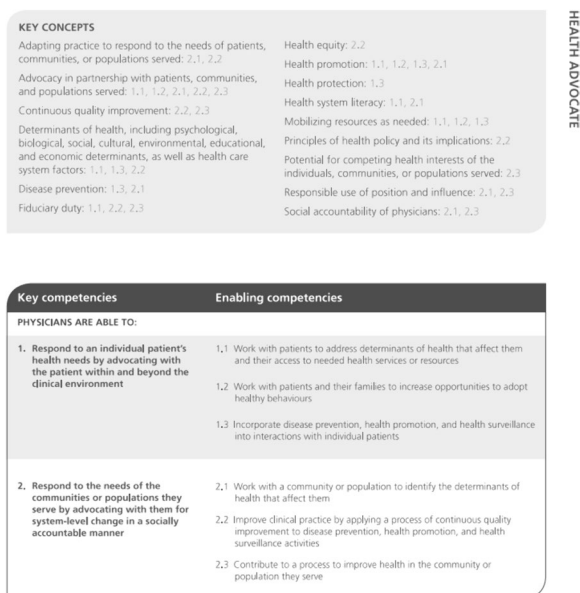 HEALTH ADVOCATE
KEY CONCEPTS
Adapting practice to respond to the needs of patients,
communities, or populations served: 2.1, 2.2
Advocacy in partnership with patients, communities,
and populations served: 1.1, 1.2, 2.1, 2.2, 2.3
Continuous quality improvement: 2.2, 2.3
Determinants of health, including psychological,
biological, social, cultural, environmental, educational,
and economic determinants, as well as health care
system factors: 1.1, 1.3, 2.2
Disease prevention: 1.3, 2.1
Fiduciary duty: 1.1, 2.2, 2.3
Health equity: 2.2
Health promotion: 1.1, 1.2, 1.3, 2.1
Health protection: 1.3
Health system literacy: 1.1, 2.1
Mobilizing resources as needed: 1.1, 1.2, 1.3
Principles of health policy and its implications: 2.2
Potential for competing health interests of the
individuals, communities, or populations served: 2.3
Responsible use of position and influence: 2.1, 2.3
Social accountability of physicians: 2.1, 2.3
Key competencies
Enabling competencies
PHYSICIANS ARE ABLE TO:
1. Respond to an individual patient's
health needs by advocating with
the patient within and beyond the
clinical environment
1.1 Work with patients to address determinants of health that affect them
and their access to needed health services or resources
1.2 Work with patients and their families to increase opportunities to adopt
healthy behaviours
1.3 Incorporate disease prevention, health promotion, and health surveillance
into interactions with individual patients
2. Respond to the needs of the
communities or populations they
serve by advocating with them for
system-level change in a socially
accountable manner
2.1 Work with a community or population to identify the determinants of
health that affect them
2.2 Improve clinical practice by applying a process of continuous quality
improvement to disease prevention, health promotion, and health
surveillance activities
2.3 Contribute to a process to improve health in the community or
population they serve